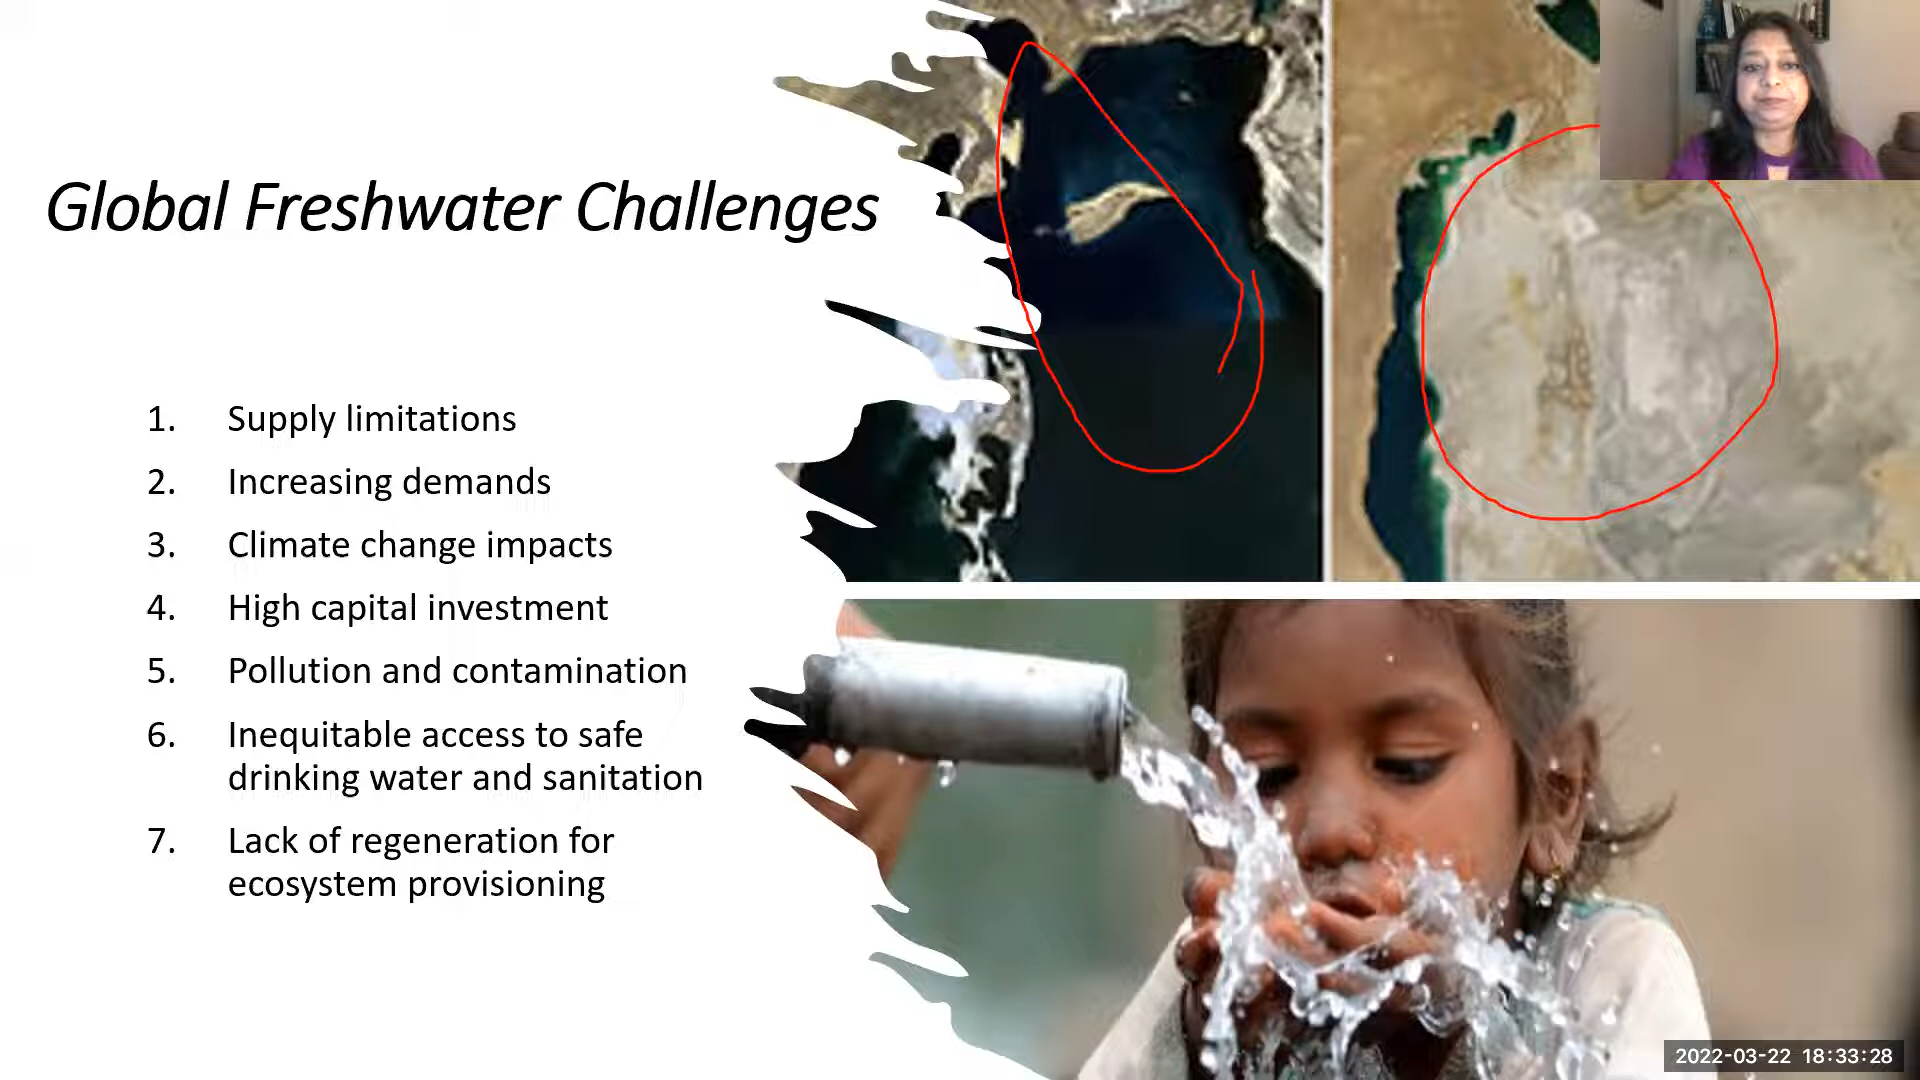 Global Freshwater Challenges
1. Supply limitations
2. Increasing demands
3. Climate change impacts
4. High capital investment
5. Pollution and contamination
6. Inequitable access to safe
drinking water and sanitation
7. Lack of regeneration for
ecosystem provisioning
2022-03-22 18:33:28